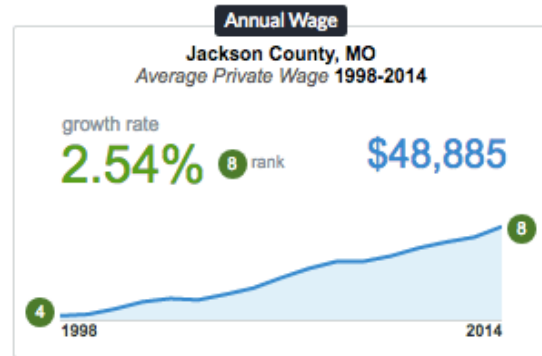 Annual Wage
Jackson County, MO
Average Private Wage 1998-2014
growth rate
2.54% 8 rank $48,885
8
4
1998 2014